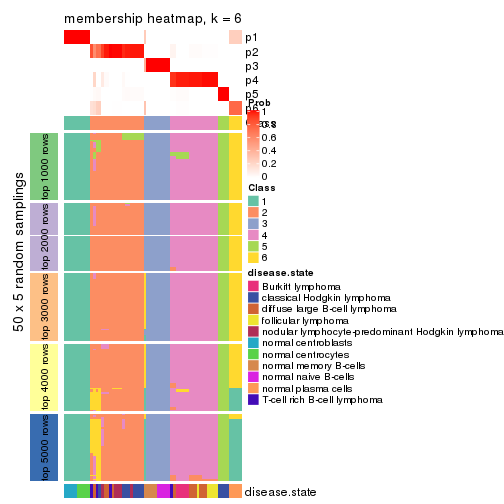 membership heatmap, k = 6
p1
p2
p3
p4
p5
p6
Prob
1
0.8
0.6
0.4
0.2
0
Class
1
2
3
4
5
6
disease.state
Burkitt lymphoma
classical Hodgkin lymphoma
diffuse large B-cell lymphoma
follicular lymphoma
nodular lymphocyte-predominant Hodgkin lymphoma
normal centroblasts
normal centrocytes
normal memory B-cells
normal naive B-cells
normal plasma cells
T-cell rich B-cell lymphoma
50 x 5 random samplings
top 1000 rows
top 2000 rows
top 3000 rows
top 4000 rows
top 5000 rows
disease.state